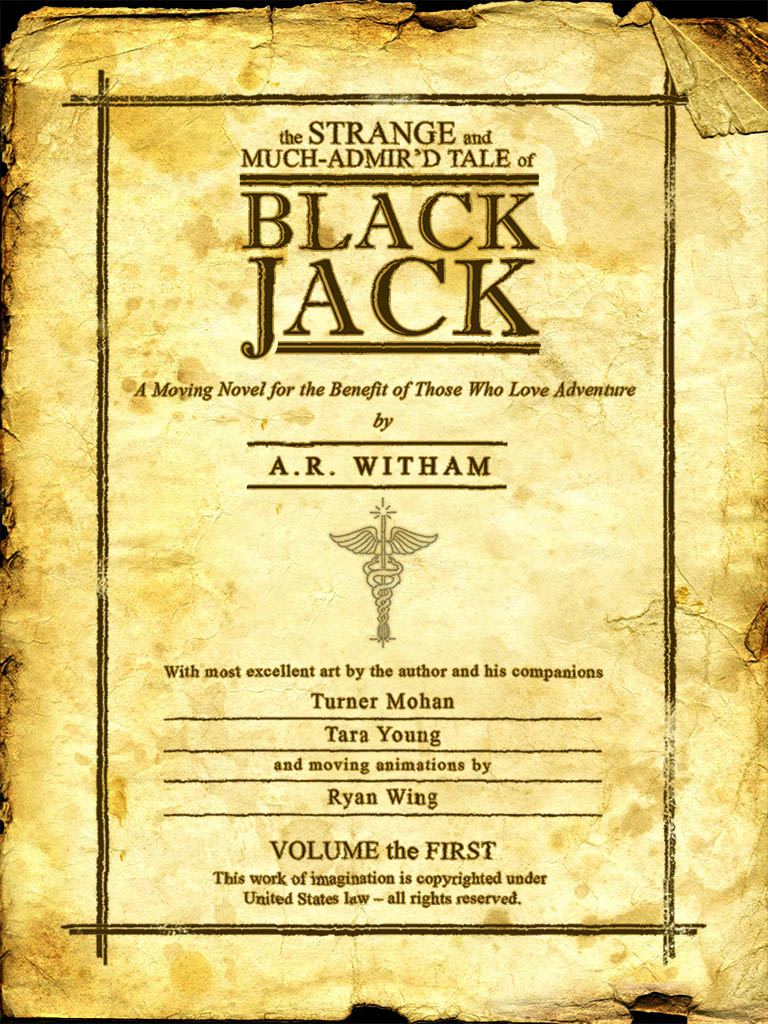 the STRANGE and
MUCH-ADMIR'D TALE of
BLACK
JACK
A Moving Novel for the Benefit of Those Who Love Adventure
by
A.R. WITHAM
With most excellent art by the author and his companions
Turner Mohan
Tara Young
and moving animations by
Ryan Wing
VOLUME the FIRST
This work of imagination is copyrighted under
United States law – all rights reserved.